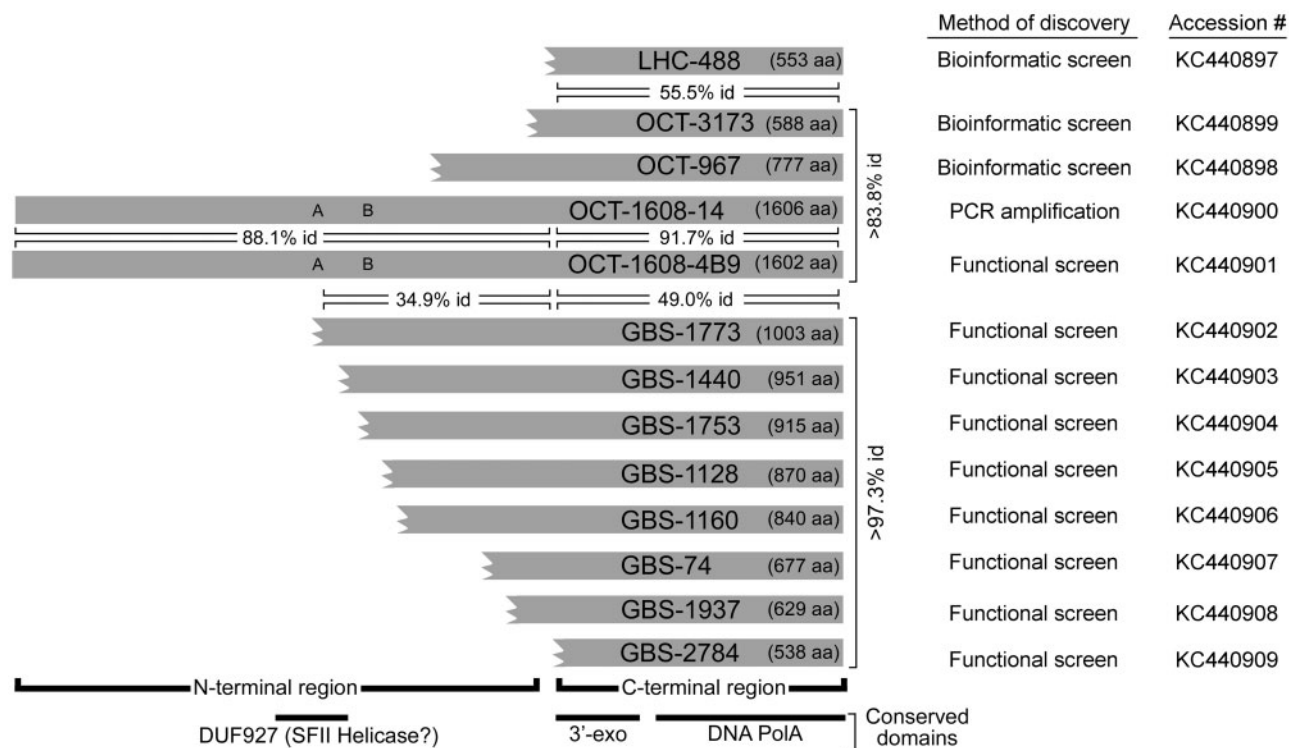 Method of discovery Accession #
LHC-488 (553 aa) Bioinformatic screen KC440897
55.5% id
OCT-3173 (588 aa) Bioinformatic screen KC440899
OCT-967 (777 aa) Bioinformatic screen KC440898
A B OCT-1608-14 (1606 aa) PCR amplification KC440900
>83.8% id
88.1% id 91.7% id
A B OCT-1608-4B9 (1602 aa) Functional screen KC440901
34.9% id 49.0% id
GBS-1773 (1003 aa) Functional screen KC440902
GBS-1440 (951 aa) Functional screen KC440903
GBS-1753 (915 aa) Functional screen KC440904
GBS-1128 (870 aa) Functional screen KC440905
>97.3% id
GBS-1160 (840 aa) Functional screen KC440906
GBS-74 (677 aa) Functional screen KC440907
GBS-1937 (629 aa) Functional screen KC440908
GBS-2784 (538 aa) Functional screen KC440909
N-terminal region C-terminal region
DUF927 (SFII Helicase?) 3'-exo DNA PolA Conserved
domains